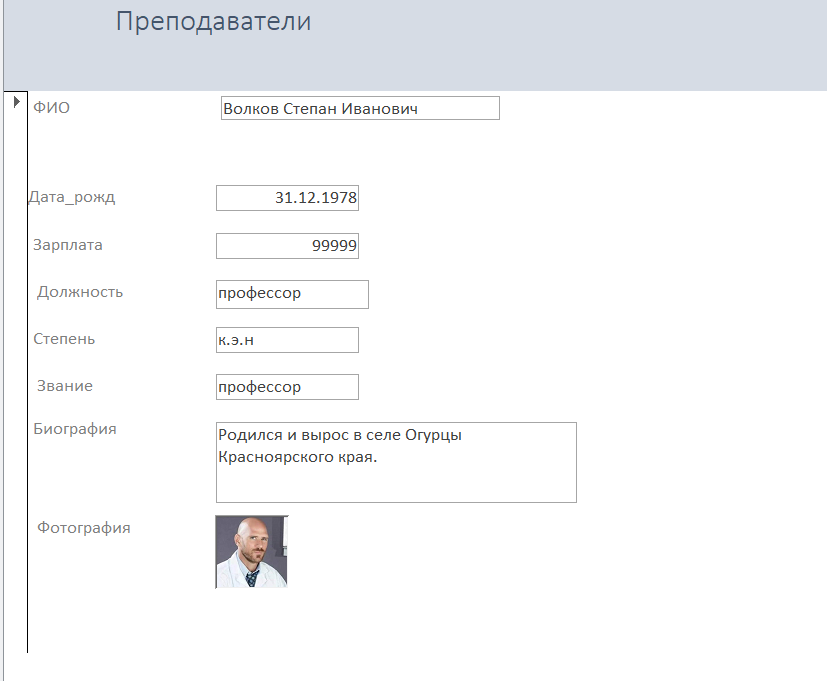 Преподаватели
ФИО Волков Степан Иванович
Дата_рожд 31.12.1978
Зарплата 99999
Должность профессор
Степень к.э.н
Звание профессор
Биография Родился и вырос в селе Огурцы
Красноярского края.
Фотография